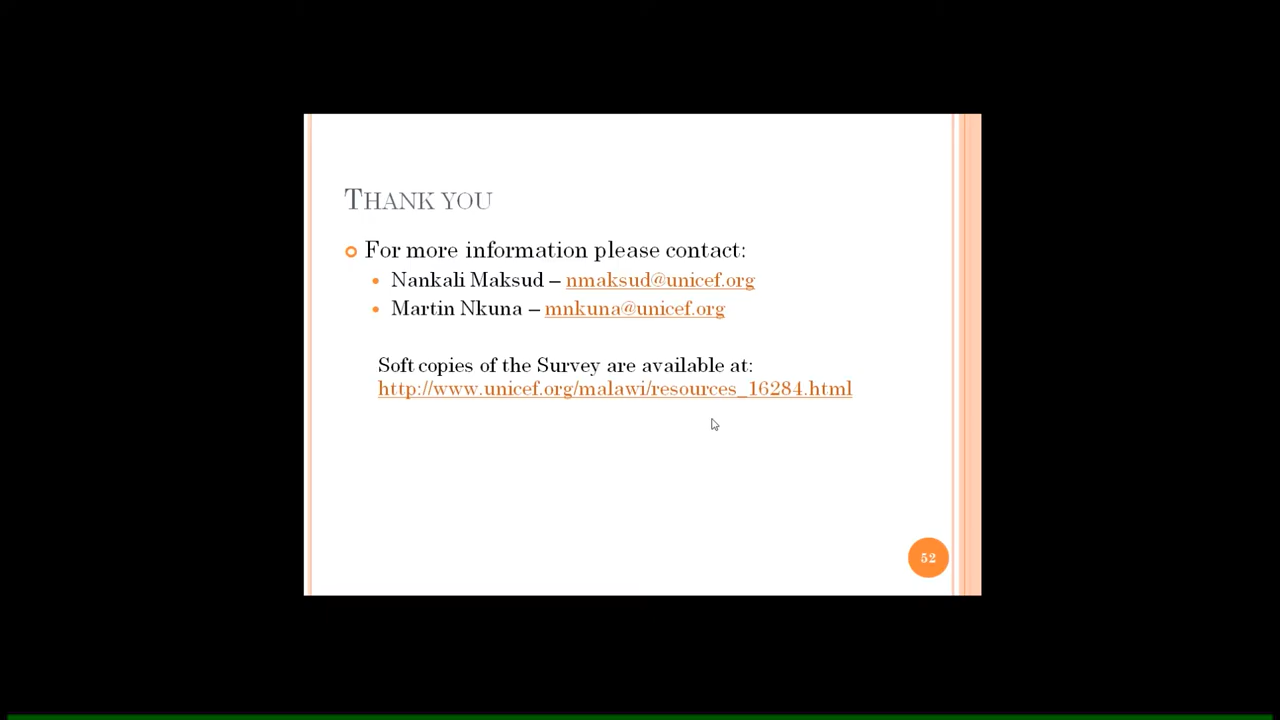 THANK YOU
For more information please contact:
Nankali Maksud – nmaksud@unicef.org
Martin Nkuna – mnkuna@unicef.org
Soft copies of the Survey are available at:
http://www.unicef.org/malawi/resources_16284.html
52